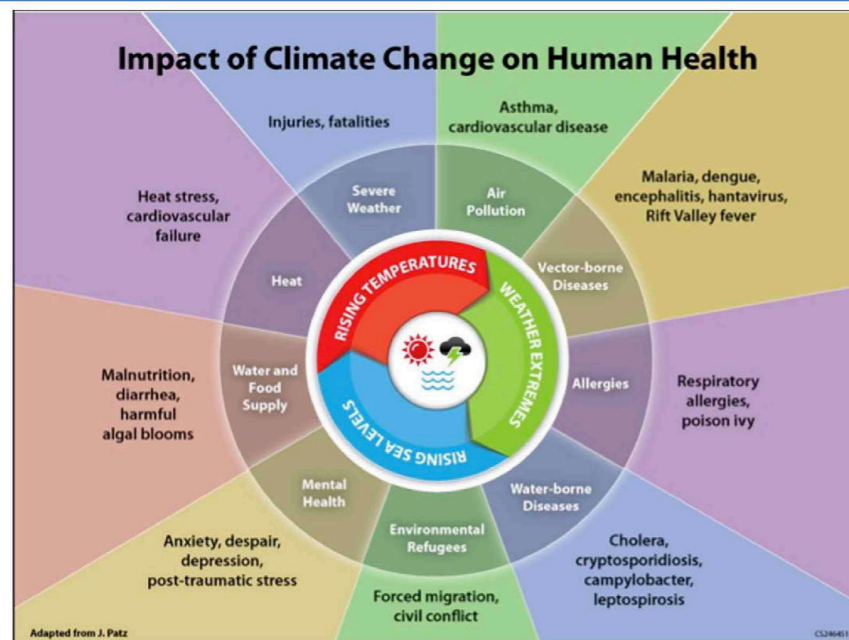 Impact of Climate Change on Human Health
Injuries, fatalities
Asthma,
cardiovascular disease
Malaria, dengue,
encephalitis, hantavirus,
Rift Valley fever
Respiratory
allergies,
poison ivy
Cholera,
cryptosporidiosis,
campylobacter,
leptospirosis
Forced migration,
civil conflict
Anxiety, despair,
depression,
post-traumatic stress
Malnutrition,
diarrhea,
harmful
algal blooms
Heat stress,
cardiovascular
failure
Severe
Weather
Air
Pollution
Vector-borne
Diseases
Allergies
Water-borne
Diseases
Environmental
Refugees
Mental
Health
Water and
Food
Supply
Heat
RISING TEMPERATURES
WEATHER EXTREMES
RISING SEA LEVELS
Adapted from J. Patz